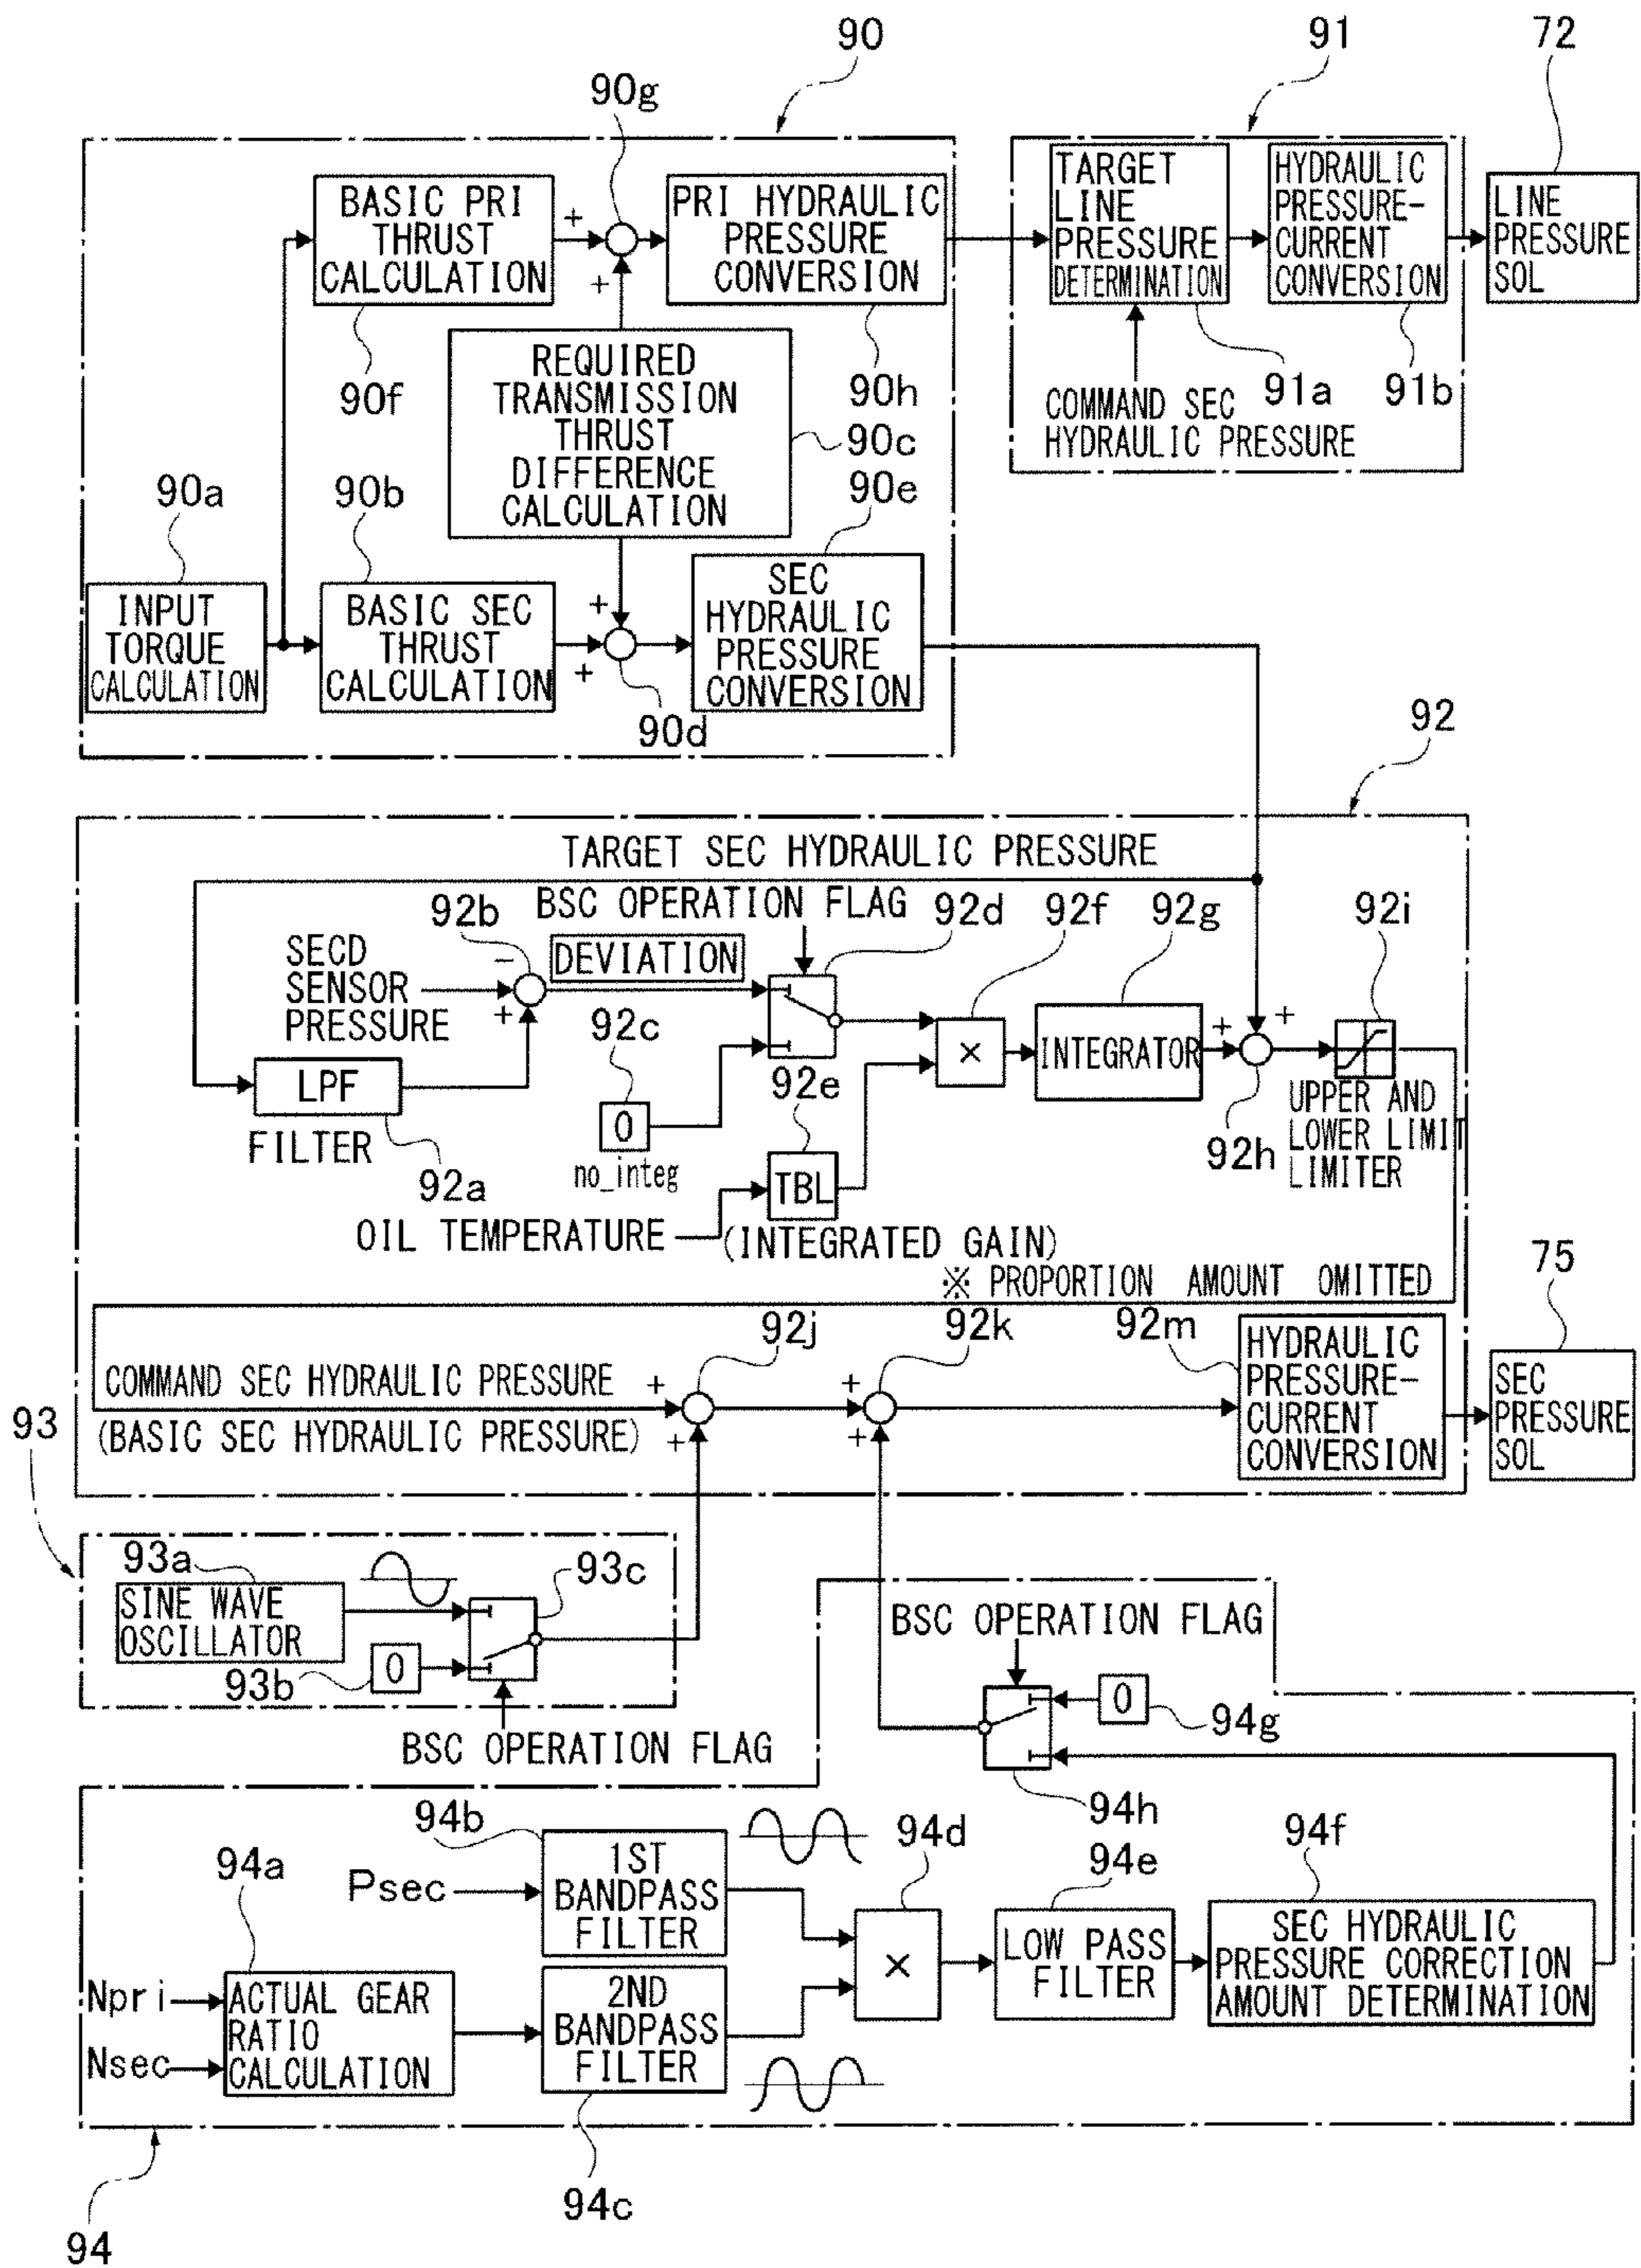 90
91
72
90g
BASIC PRI
THRUST
CALCULATION
+
+
PRI HYDRAULIC
PRESSURE
CONVERSION
TARGET
LINE
PRESSURE
DETERMINATION
HYDRAULIC
PRESSURE-
CURRENT
CONVERSION
LINE
PRESSURE
SOL
90f
REQUIRED
TRANSMISSION
THRUST
DIFFERENCE
CALCULATION
90h
90c
COMMAND SEC
HYDRAULIC PRESSURE
91a
91b
90a
90b
90e
INPUT
TORQUE
CALCULATION
BASIC SEC
THRUST
CALCULATION
+
+
SEC
HYDRAULIC
PRESSURE
CONVERSION
90d
92
TARGET SEC HYDRAULIC PRESSURE
BSC OPERATION FLAG
92b
92d
92f
92g
92i
SECD
SENSOR
PRESSURE
-
+
DEVIATION
92c
×
INTEGRATOR
+
+
LPF
FILTER
92a
0
no_integ
92e
TBL
92h
UPPER AND
LOWER LIMIT
LIMITER
OIL TEMPERATURE
(INTEGRATED GAIN)
※ PROPORTION AMOUNT OMITTED
75
92j
92k
92m
COMMAND SEC HYDRAULIC PRESSURE
(BASIC SEC HYDRAULIC PRESSURE)
+
+
+
+
HYDRAULIC
PRESSURE-
CURRENT
CONVERSION
SEC
PRESSURE
SOL
93
93a
SINE WAVE
OSCILLATOR
93c
93b
0
BSC OPERATION FLAG
BSC OPERATION FLAG
0
94g
94h
94b
1ST
BANDPASS
FILTER
Psec
94d
94e
94f
94a
Npri
Nsec
ACTUAL GEAR
RATIO
CALCULATION
2ND
BANDPASS
FILTER
×
LOW PASS
FILTER
SEC HYDRAULIC
PRESSURE CORRECTION
AMOUNT DETERMINATION
94c
94